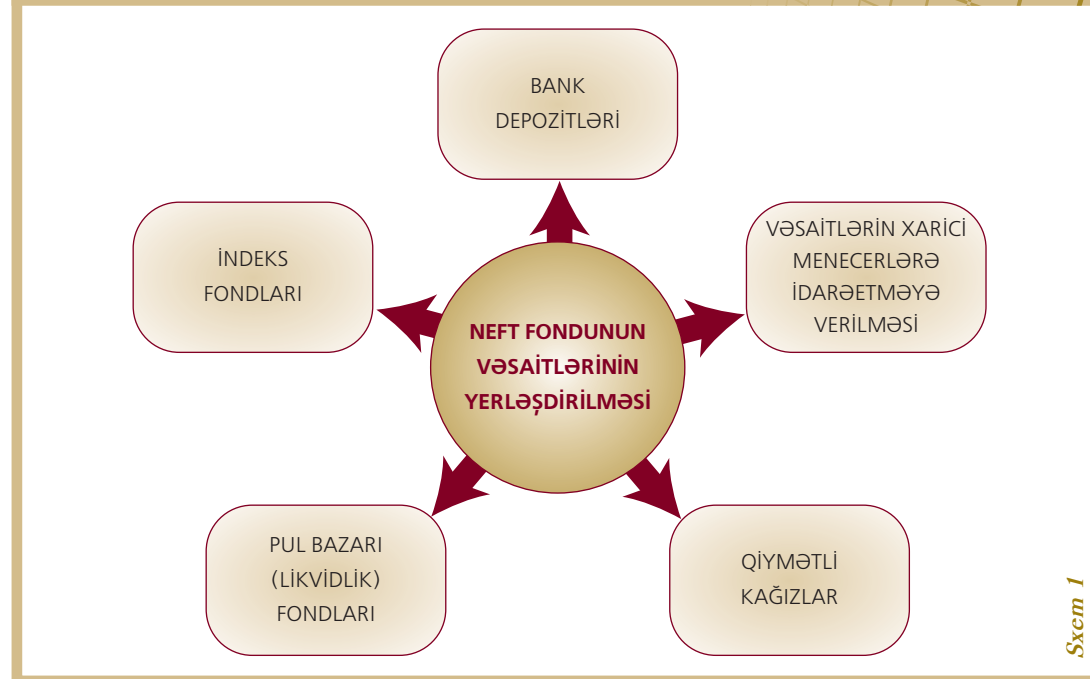 BANK
DEPOZİTLƏRİ
İNDEKS
FONDLARI
VƏSAİTLƏRİN XARİCİ
MENECERLƏRƏ
İDARƏETMƏYƏ
VERİLMƏSİ
NEFT FONDUNUN
VƏSAİTLƏRİNİN
YERLƏŞDİRİLMƏSİ
PUL BAZARI
(LİKVİDLİK)
FONDLARI
QİYMƏTLİ
KAĞIZLAR
Sxem 1